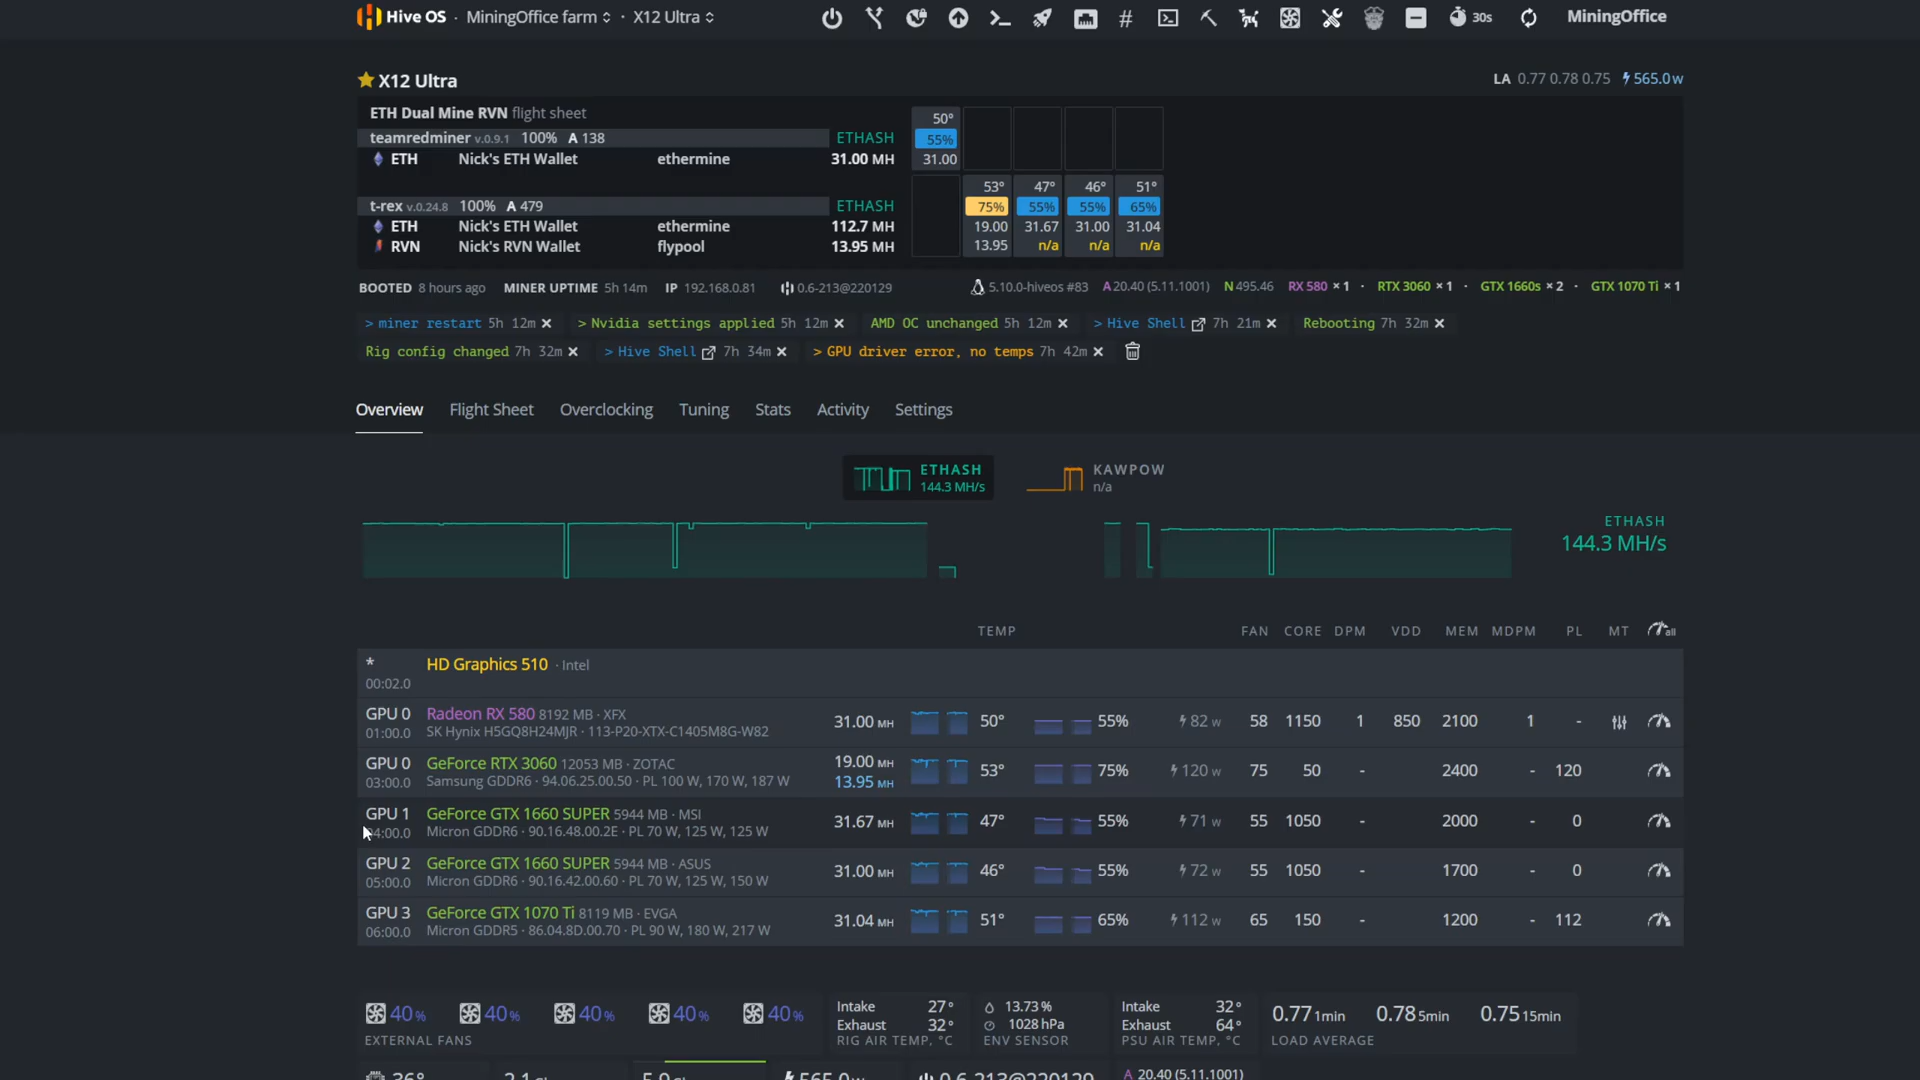 Hive OS · MiningOffice farm · X12 Ultra # 30s MiningOffice
X12 Ultra LA 0.77 0.78 0.75 565.0 w
ETH Dual Mine RVN flight sheet
teamredminer v.0.9.1 100% A 138 ETHASH
ETH Nick's ETH Wallet ethermine 31.00 MH
t-rex v.0.24.8 100% A 479 ETHASH
ETH Nick's ETH Wallet ethermine 112.7 MH
RVN Nick's RVN Wallet flypool 13.95 MH
50°
55%
31.00
53° 47° 46° 51°
75% 55% 55% 65%
19.00 31.67 31.00 31.04
13.95 n/a n/a n/a
BOOTED 8 hours ago MINER UPTIME 5h 14m IP 192.168.0.81 0.6-213@220129 5.10.0-hiveos #83 A 20.40 (5.11.1001) N 495.46 RX 580 × 1 · RTX 3060 × 1 · GTX 1660s × 2 · GTX 1070 Ti × 1
> miner restart 5h 12m × > Nvidia settings applied 5h 12m × AMD OC unchanged 5h 12m × > Hive Shell 7h 21m × Rebooting 7h 32m ×
Rig config changed 7h 32m × > Hive Shell 7h 34m × > GPU driver error, no temps 7h 42m ×
Overview Flight Sheet Overclocking Tuning Stats Activity Settings
ETHASH
144.3 MH/s
KAWPOW
n/a
ETHASH
144.3 MH/s
TEMP FAN CORE DPM VDD MEM MDPM PL MT all
* HD Graphics 510 · Intel
00:02.0
GPU 0 Radeon RX 580 8192 MB · XFX 31.00 MH 50° 55% 82 w 58 1150 1 850 2100 1 -
01:00.0 SK Hynix H5GQ8H24MJR · 113-P20-XTX-C1405M8G-W82
GPU 0 GeForce RTX 3060 12053 MB · ZOTAC 19.00 MH 53° 75% 120 w 75 50 - 2400 - 120
03:00.0 Samsung GDDR6 · 94.06.25.00.50 · PL 100 W, 170 W, 187 W 13.95 MH
GPU 1 GeForce GTX 1660 SUPER 5944 MB · MSI 31.67 MH 47° 55% 71 w 55 1050 - 2000 - 0
04:00.0 Micron GDDR6 · 90.16.48.00.2E · PL 70 W, 125 W, 125 W
GPU 2 GeForce GTX 1660 SUPER 5944 MB · ASUS 31.00 MH 46° 55% 72 w 55 1050 - 1700 - 0
05:00.0 Micron GDDR6 · 90.16.42.00.60 · PL 70 W, 125 W, 150 W
GPU 3 GeForce GTX 1070 Ti 8119 MB · EVGA 31.04 MH 51° 65% 112 w 65 150 - 1200 - 112
06:00.0 Micron GDDR5 · 86.04.8D.00.70 · PL 90 W, 180 W, 217 W
40 % 40 % 40 % 40 % 40 %
EXTERNAL FANS
Intake 27°
Exhaust 32°
RIG AIR TEMP, °C
13.73 %
1028 hPa
ENV SENSOR
Intake 32°
Exhaust 64°
PSU AIR TEMP, °C
0.77 1min 0.78 5min 0.75 15min
LOAD AVERAGE
36° 565.0 w 0.6-213@220129 A 20.40 (5.11.1001)